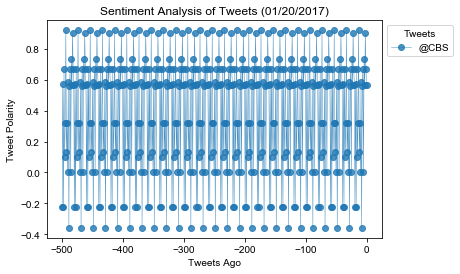 Sentiment Analysis of Tweets (01/20/2017)
Tweets
@CBS
Tweet Polarity
0.8
0.6
0.4
0.2
0.0
−0.2
−0.4
−500
−400
−300
−200
−100
0
Tweets Ago